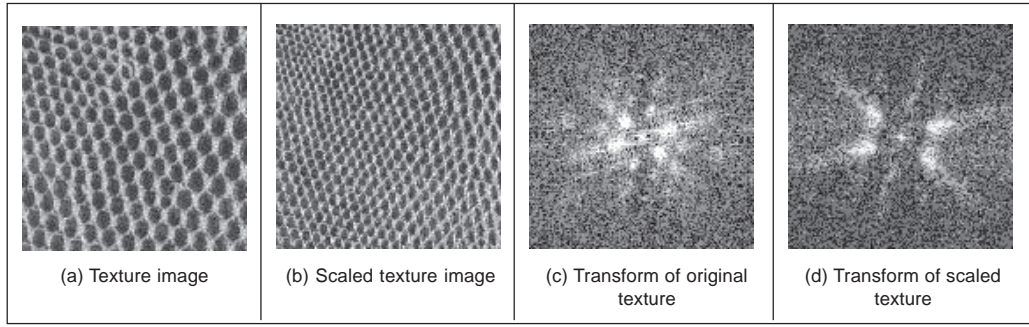 (a) Texture image
(b) Scaled texture image
(c) Transform of original
texture
(d) Transform of scaled
texture